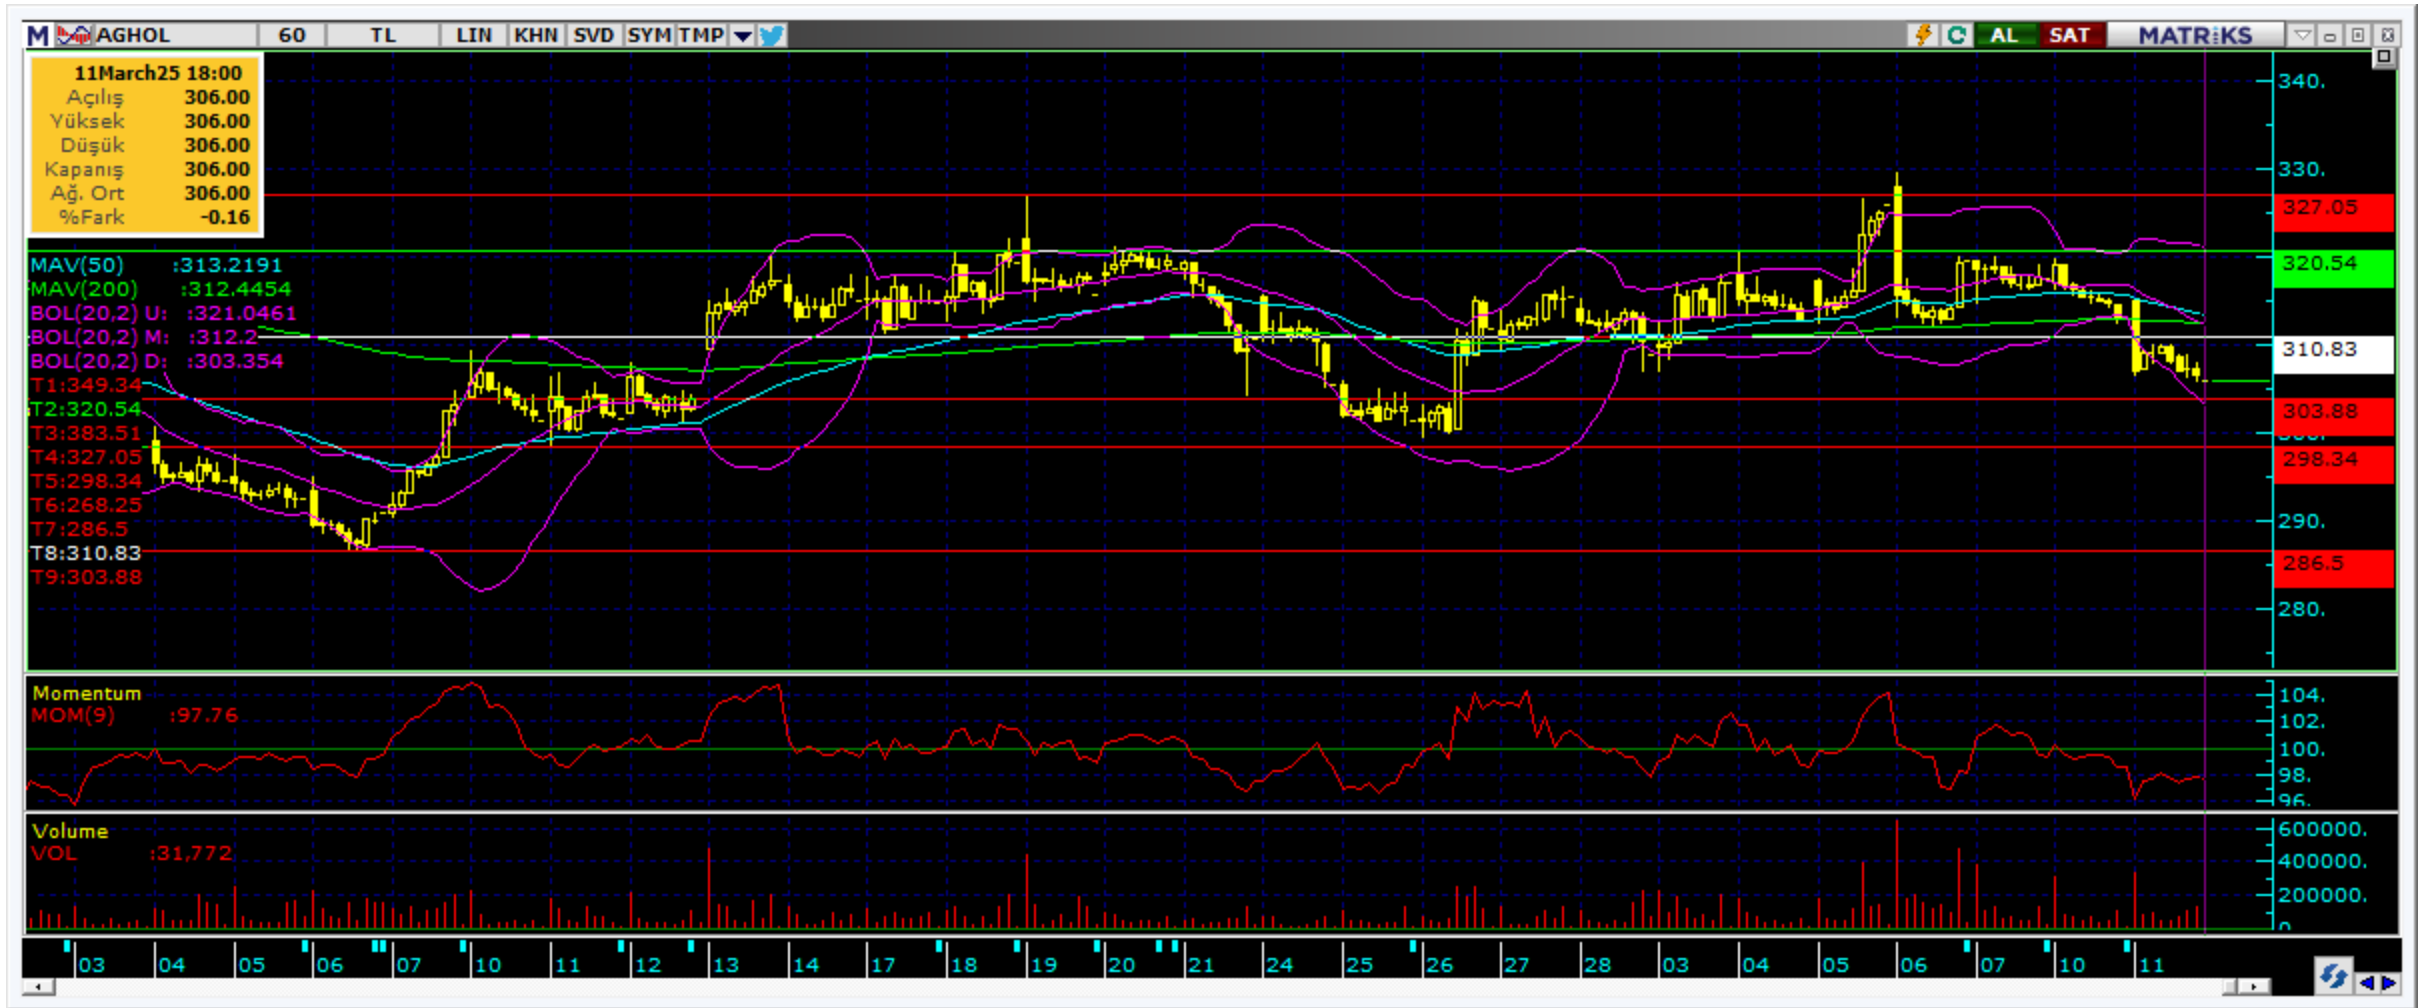 M AGHOL 60 TL LIN KHN SVD SYM TMP AL SAT MATRiKS
11March25 18:00
Açılış 306.00
Yüksek 306.00
Düşük 306.00
Kapanış 306.00
Ağ. Ort 306.00
%Fark -0.16
MAV(50) :313.2191
MAV(200) :312.4454
BOL(20,2) U: :321.0461
BOL(20,2) M: :312.2
BOL(20,2) D: :303.354
T1:349.34
T2:320.54
T3:383.51
T4:327.05
T5:298.34
T6:268.25
T7:286.5
T8:310.83
T9:303.88
340.
330.
327.05
320.54
310.83
303.88
300.
298.34
290.
286.5
280.
Momentum
MOM(9) :97.76
104.
102.
100.
98.
96.
Volume
VOL :31,772
600000.
400000.
200000.
0
03 04 05 06 07 10 11 12 13 14 17 18 19 20 21 24 25 26 27 28 03 04 05 06 07 10 11